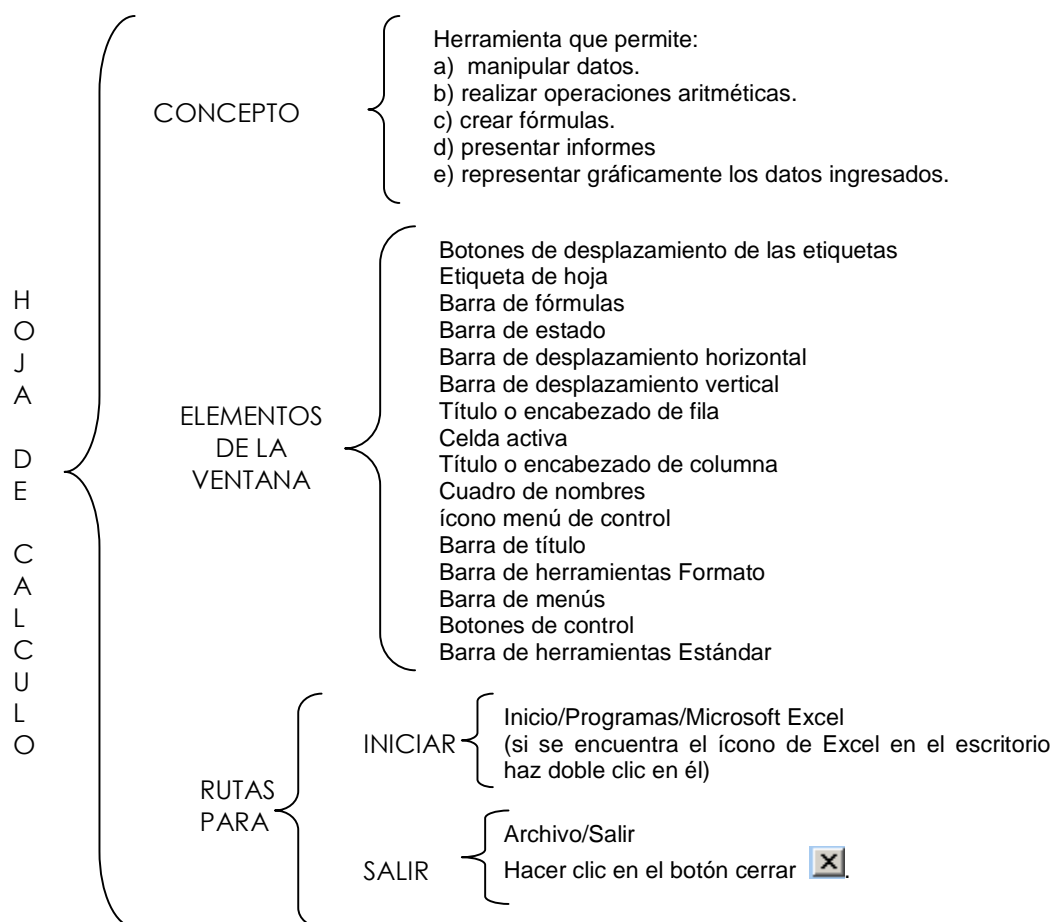 HOJA DE CALCULO
CONCEPTO
Herramienta que permite:
a) manipular datos.
b) realizar operaciones aritméticas.
c) crear fórmulas.
d) presentar informes
e) representar gráficamente los datos ingresados.
ELEMENTOS
DE LA
VENTANA
Botones de desplazamiento de las etiquetas
Etiqueta de hoja
Barra de fórmulas
Barra de estado
Barra de desplazamiento horizontal
Barra de desplazamiento vertical
Título o encabezado de fila
Celda activa
Título o encabezado de columna
Cuadro de nombres
ícono menú de control
Barra de título
Barra de herramientas Formato
Barra de menús
Botones de control
Barra de herramientas Estándar
RUTAS
PARA
INICIAR
Inicio/Programas/Microsoft Excel
(si se encuentra el ícono de Excel en el escritorio
haz doble clic en él)
SALIR
Archivo/Salir
Hacer clic en el botón cerrar .